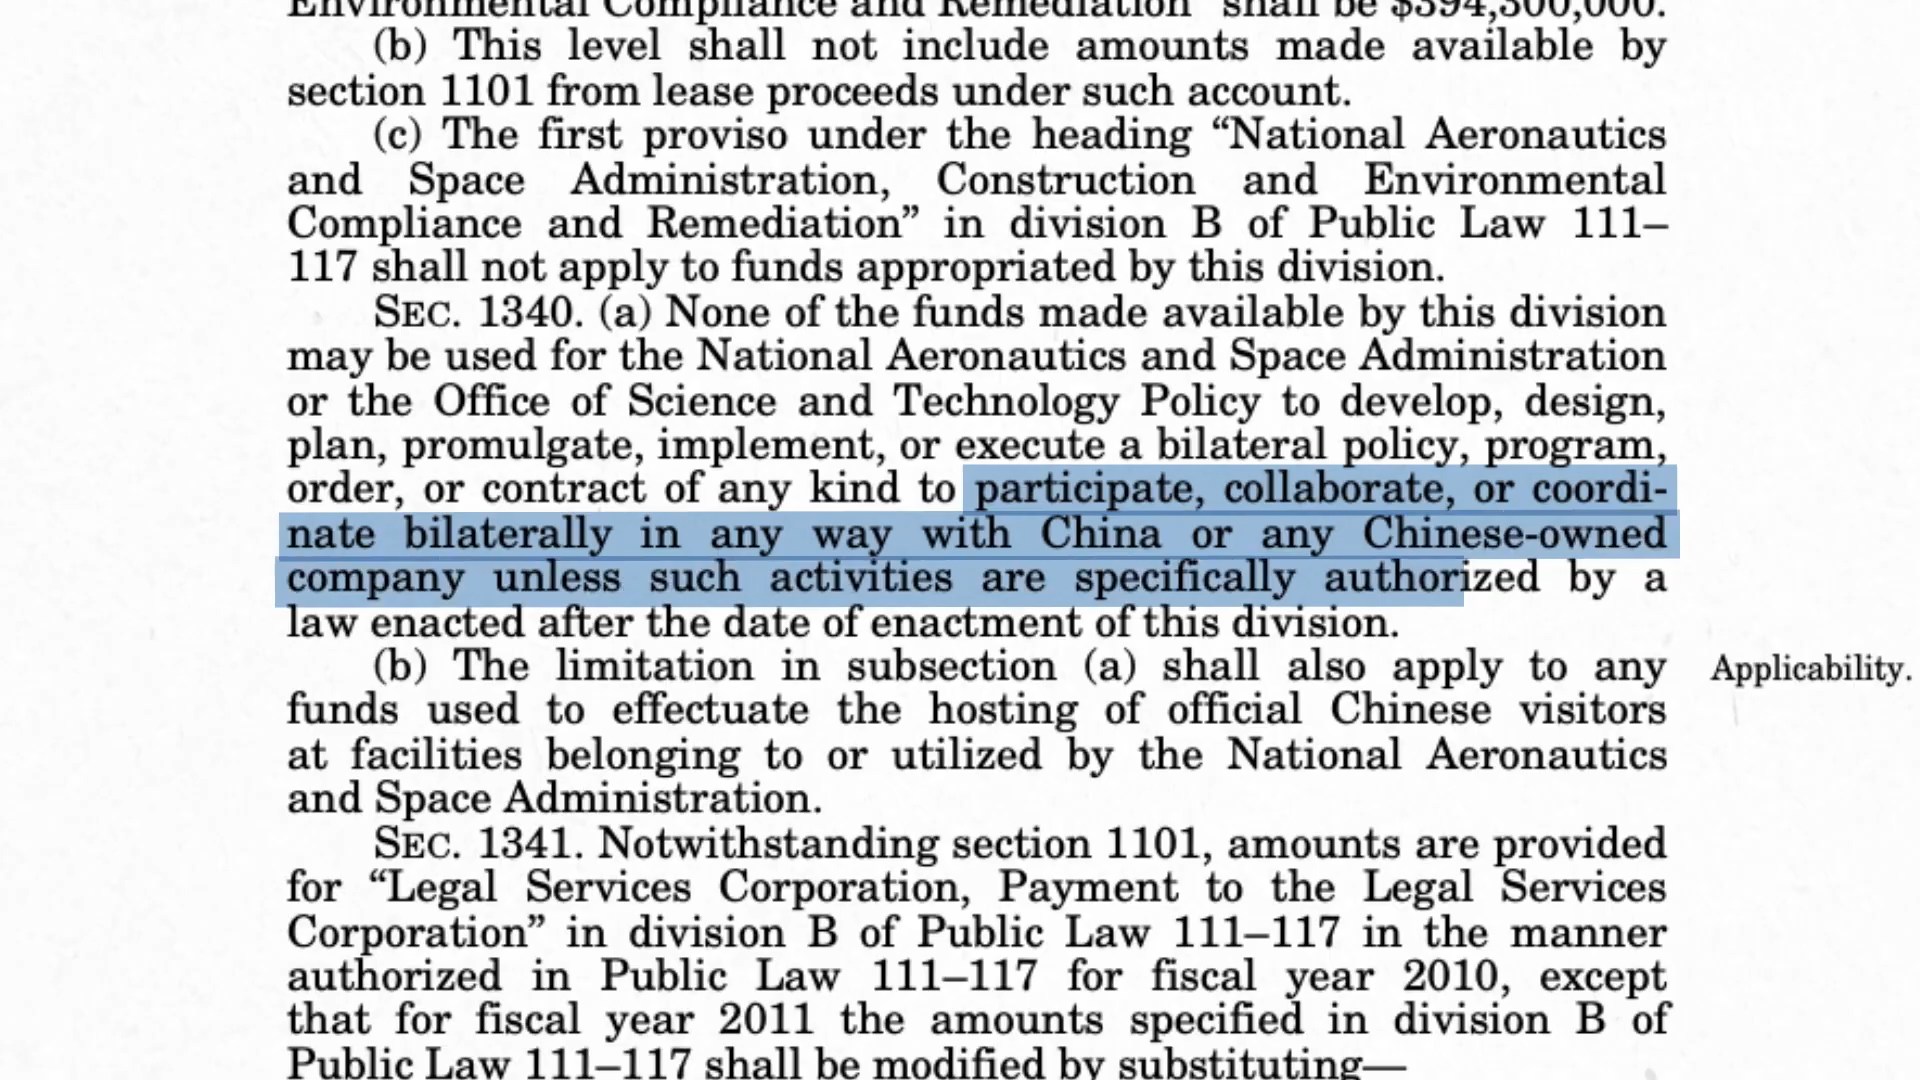 Environmental Compliance and Remediation” shall be $394,300,000.
(b) This level shall not include amounts made available by
section 1101 from lease proceeds under such account.
(c) The first proviso under the heading “National Aeronautics
and Space Administration, Construction and Environmental
Compliance and Remediation” in division B of Public Law 111–
117 shall not apply to funds appropriated by this division.
SEC. 1340. (a) None of the funds made available by this division
may be used for the National Aeronautics and Space Administration
or the Office of Science and Technology Policy to develop, design,
plan, promulgate, implement, or execute a bilateral policy, program,
order, or contract of any kind to participate, collaborate, or coordi-
nate bilaterally in any way with China or any Chinese-owned
company unless such activities are specifically authorized by a
law enacted after the date of enactment of this division.
(b) The limitation in subsection (a) shall also apply to any
Applicability.
funds used to effectuate the hosting of official Chinese visitors
at facilities belonging to or utilized by the National Aeronautics
and Space Administration.
SEC. 1341. Notwithstanding section 1101, amounts are provided
for “Legal Services Corporation, Payment to the Legal Services
Corporation” in division B of Public Law 111–117 in the manner
authorized in Public Law 111–117 for fiscal year 2010, except
that for fiscal year 2011 the amounts specified in division B of
Public Law 111–117 shall be modified by substituting—